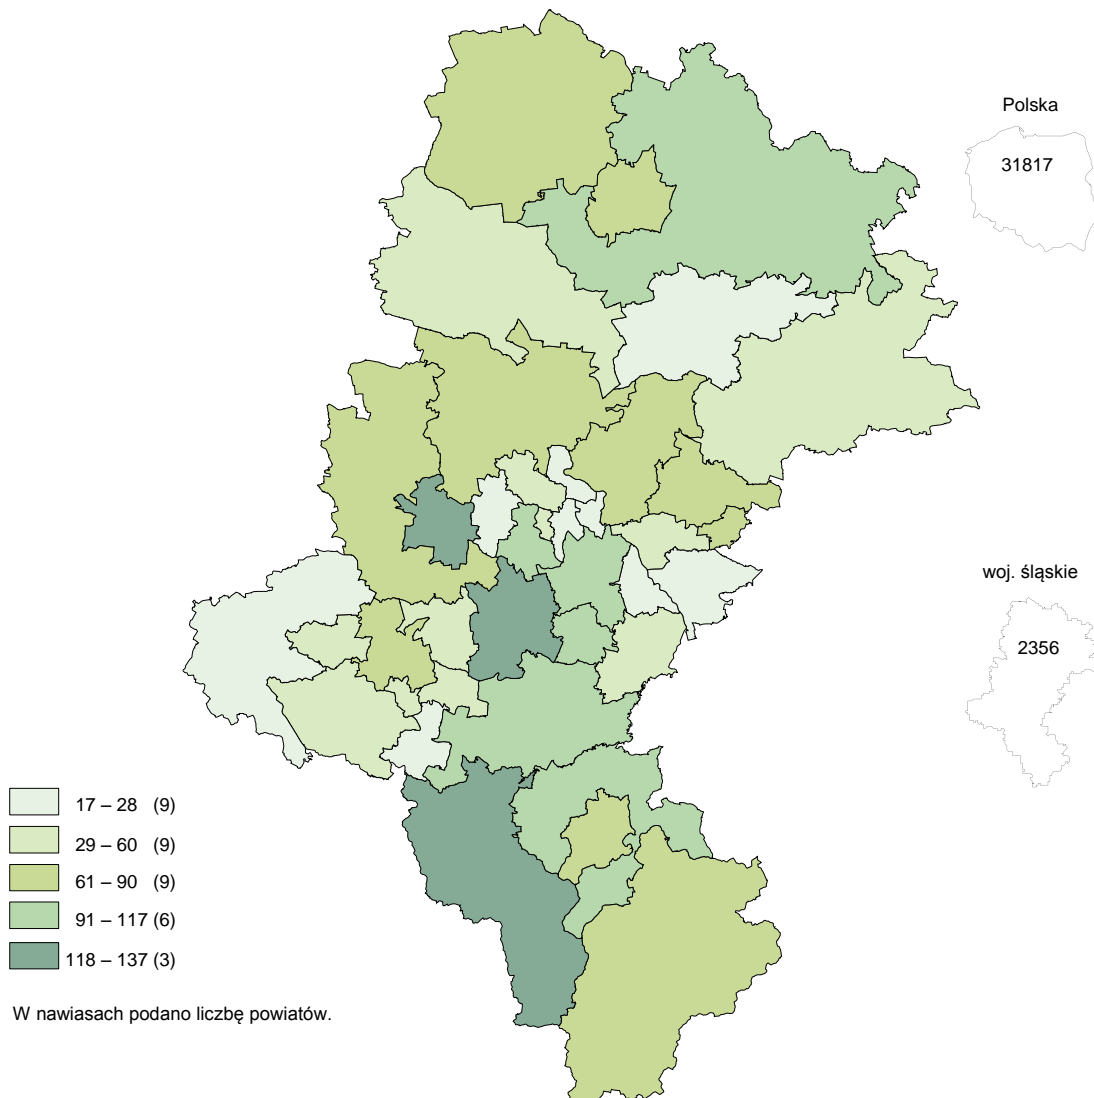 Polska
31817
woj. śląskie
2356
17 – 28 (9)
29 – 60 (9)
61 – 90 (9)
91 – 117 (6)
118 – 137 (3)
W nawiasach podano liczbę powiatów.